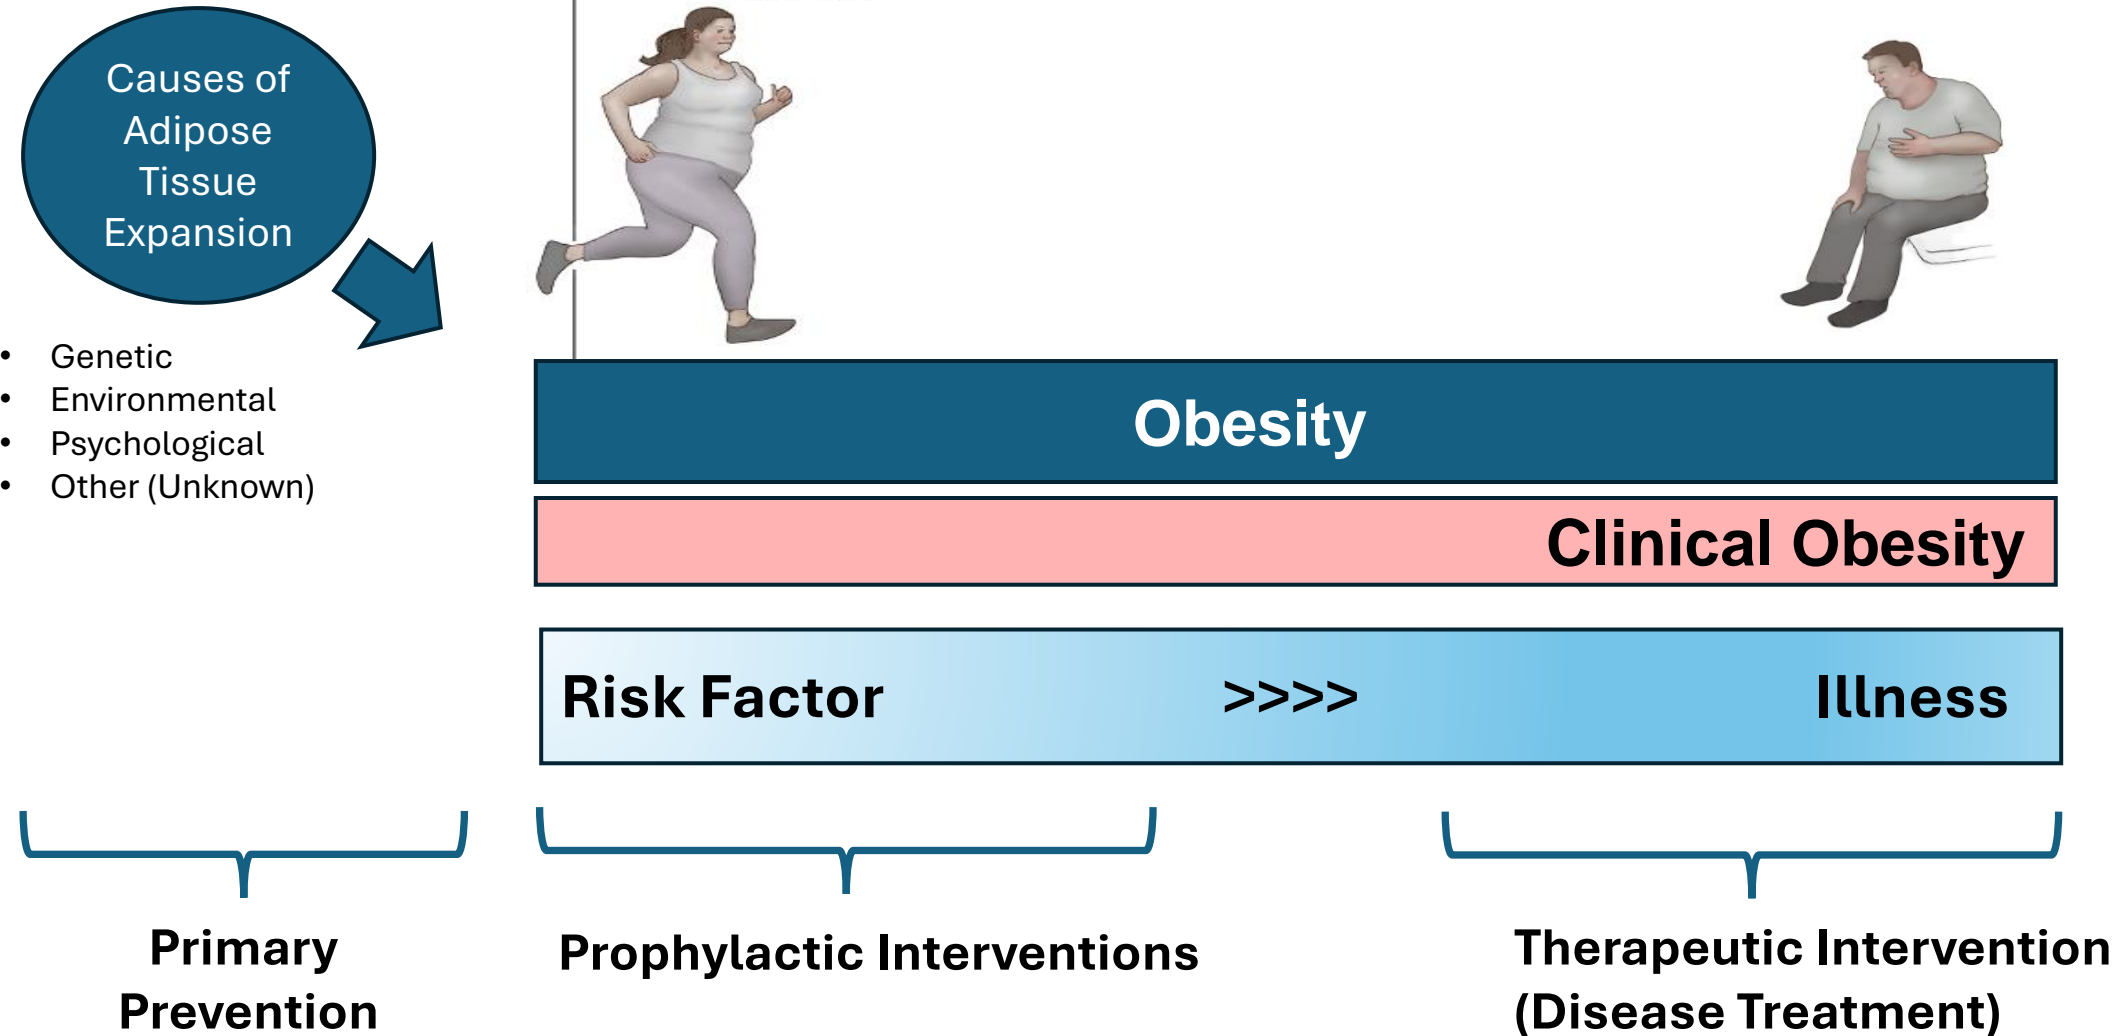 Causes of
Adipose
Tissue
Expansion
• Genetic
• Environmental
• Psychological
• Other (Unknown)
Obesity
Clinical Obesity
Risk Factor >>>> Illness
Primary
Prevention
Prophylactic Interventions
Therapeutic Intervention
(Disease Treatment)